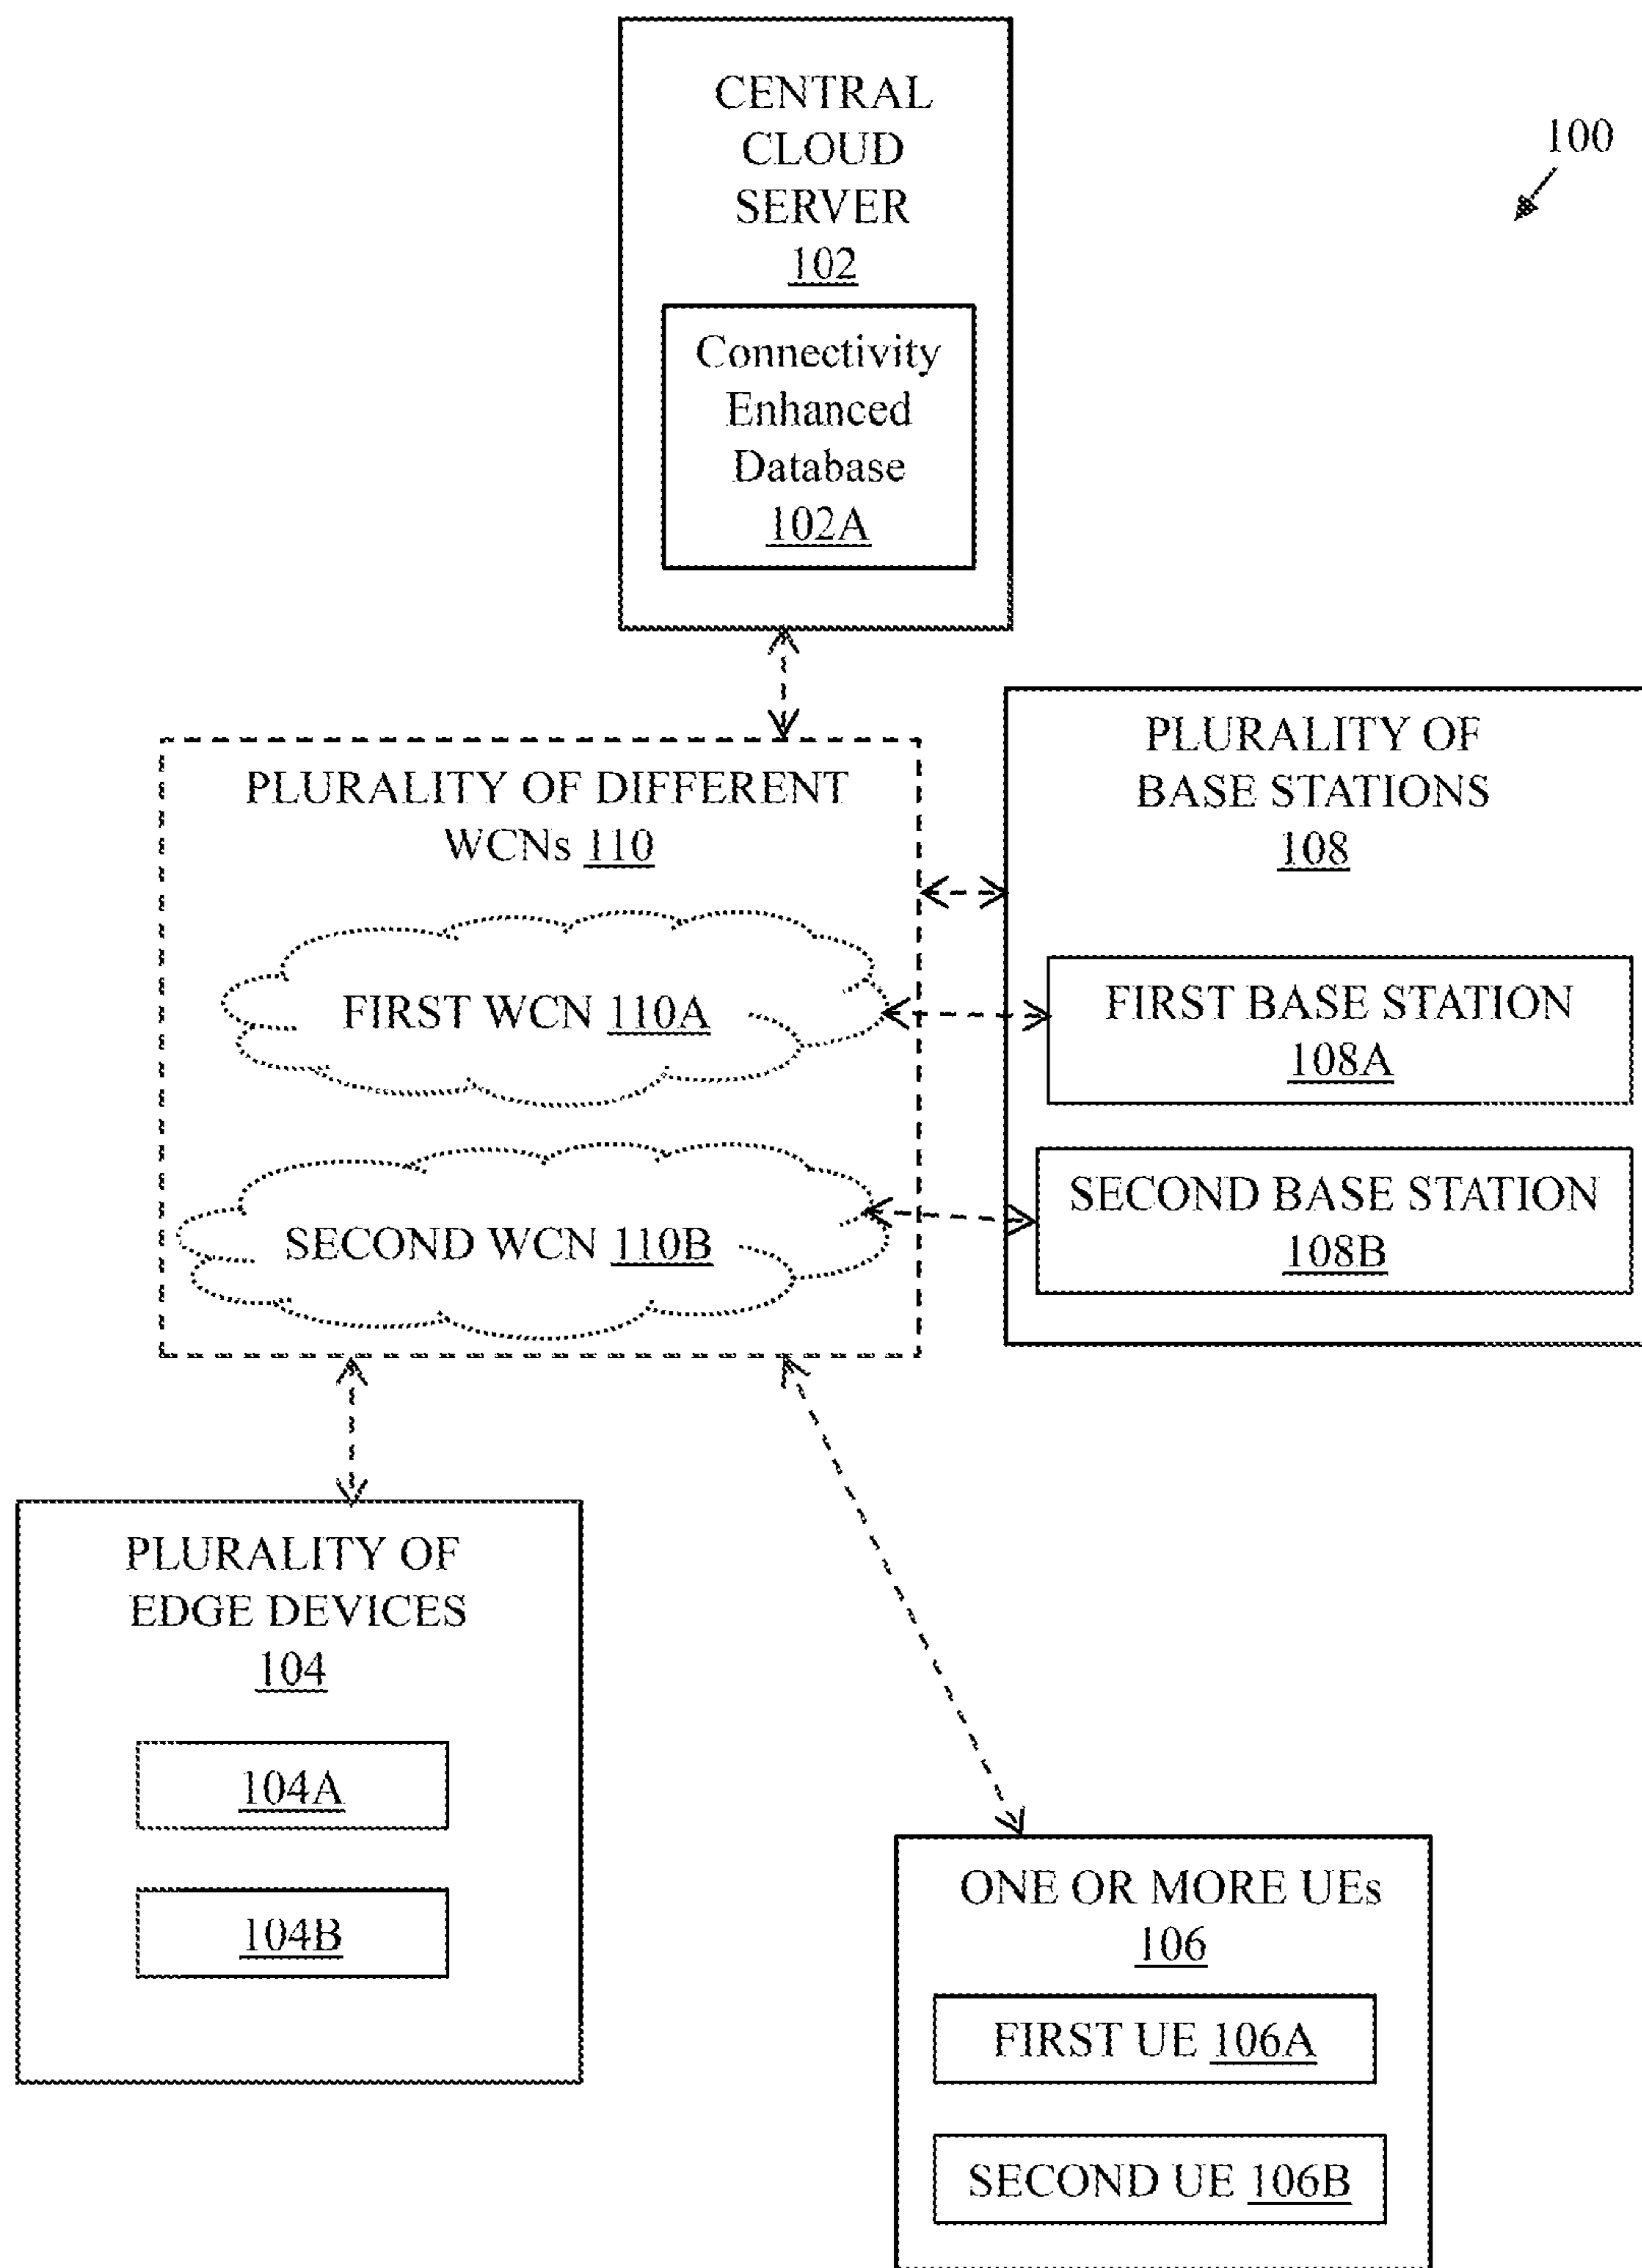 CENTRAL
CLOUD
SERVER
102
Connectivity
Enhanced
Database
102A
100
PLURALITY OF DIFFERENT
WCNs 110
FIRST WCN 110A
SECOND WCN 110B
PLURALITY OF
BASE STATIONS
108
FIRST BASE STATION
108A
SECOND BASE STATION
108B
PLURALITY OF
EDGE DEVICES
104
104A
104B
ONE OR MORE UEs
106
FIRST UE 106A
SECOND UE 106B